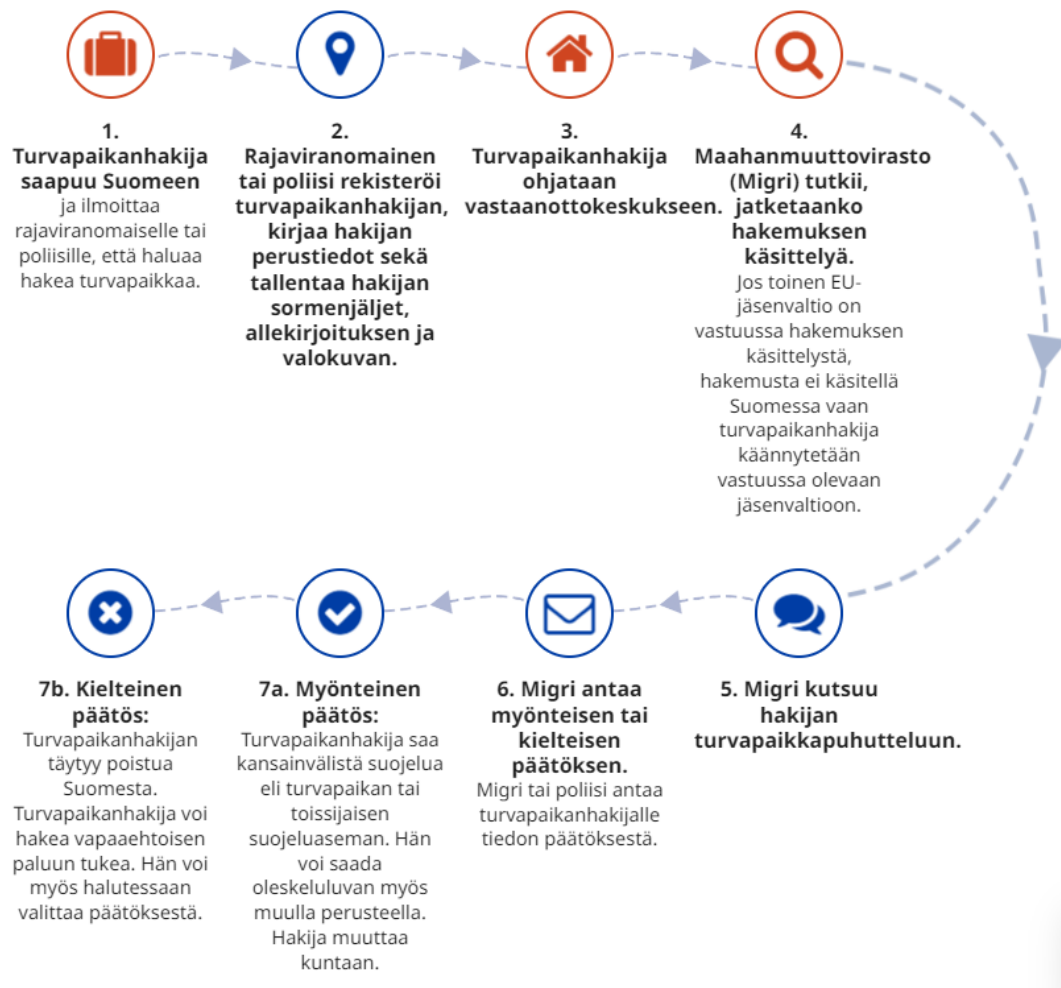 1.
Turvapaikanhakija
saapuu Suomeen
ja ilmoittaa
rajaviranomaiselle tai
poliisille, että haluaa
hakea turvapaikkaa.
2.
Rajaviranomainen
tai poliisi rekisteröi
turvapaikanhakijan,
kirjaa hakijan
perustiedot sekä
tallentaa hakijan
sormenjäljet,
allekirjoituksen ja
valokuvan.
3.
Turvapaikanhakija
ohjataan
vastaanottokeskukseen.
4.
Maahanmuuttovirasto
(Migri) tutkii,
jatketaanko
hakemuksen
käsittelyä.
Jos toinen EU-
jäsenvaltio on
vastuussa hakemuksen
käsittelystä,
hakemusta ei käsitellä
Suomessa vaan
turvapaikanhakija
käännytetään
vastuussa olevaan
jäsenvaltioon.
5. Migri kutsuu
hakijan
turvapaikkapuhutteluun.
6. Migri antaa
myönteisen tai
kielteisen
päätöksen.
Migri tai poliisi antaa
turvapaikanhakijalle
tiedon päätöksestä.
7a. Myönteinen
päätös:
Turvapaikanhakija saa
kansainvälistä suojelua
eli turvapaikan tai
toissijaisen
suojeluaseman. Hän
voi saada
oleskeluluvan myös
muulla perusteella.
Hakija muuttaa
kuntaan.
7b. Kielteinen
päätös:
Turvapaikanhakijan
täytyy poistua
Suomesta.
Turvapaikanhakija voi
hakea vapaaehtoisen
paluun tukea. Hän voi
myös halutessaan
valittaa päätöksestä.